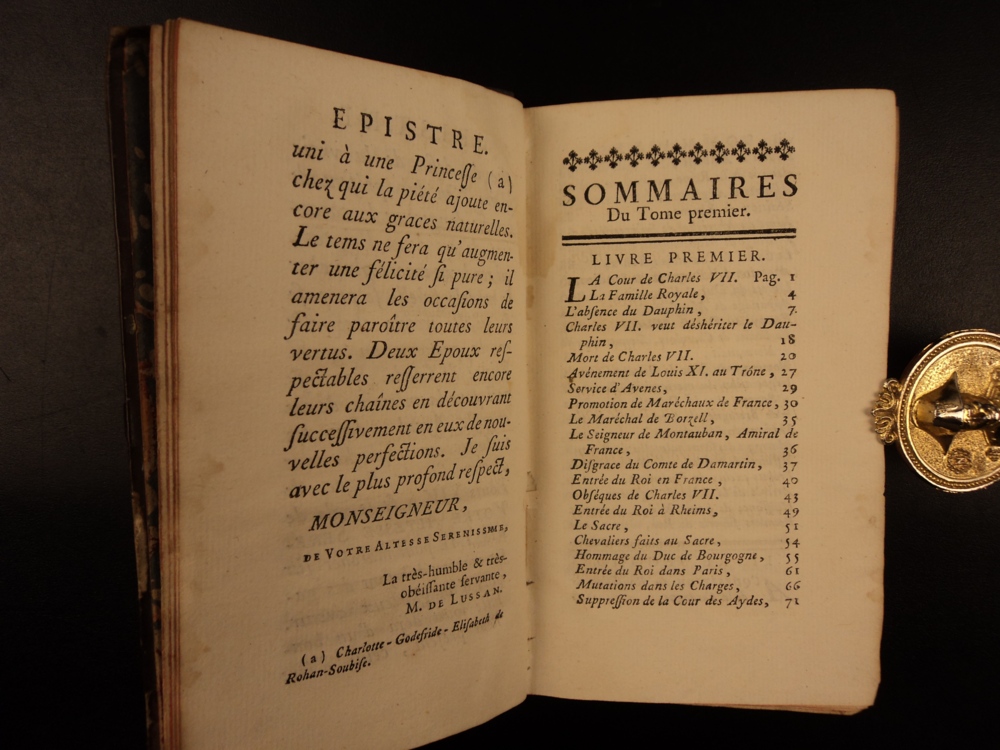 EPISTRE.
uni à une Princeſſe (a)
chez qui la piété ajoute en-
core aux graces naturelles.
Le tems ne fera qu'augmen-
ter une félicité ſi pure ; il
amenera les occaſions de
faire paroître toutes leurs
vertus. Deux Epoux reſ-
pectables reſſerrent encore
leurs chaînes en découvrant
ſucceſſivement en eux de nou-
velles perfections. Je ſuis
avec le plus profond reſpect,
MONSEIGNEUR,
DE VOTRE ALTESSE SERENISSME,
La très-humble & très-
obéiſſante ſervante,
M. DE LUSSAN.
(a) Charlotte-Godefride-Eliſabeth de
Rohan-Soubiſe.
SOMMAIRES
Du Tome premier.
LIVRE PREMIER.
LA Cour de Charles VII. Pag. 1
La Famille Royale, 4
L'abſence du Dauphin, 7.
Charles VII. veut déshériter le Dau-
phin, 18
Mort de Charles VII. 20
Avénement de Louis XI. au Trône, 27
Service d'Avenes, 29
Promotion de Maréchaux de France, 30
Le Maréchal de Borzell, 35
Le Seigneur de Montauban, Amiral de
France, 36
Diſgrace du Comte de Damartin, 37
Entrée du Roi en France, 40
Obſéques de Charles VII. 43
Entrée du Roi à Rheims, 49
Le Sacre, 51
Chevaliers faits au Sacre, 54
Hommage du Duc de Bourgogne, 55
Entrée du Roi dans Paris, 61
Mutations dans les Charges, 66
Suppreſſion de la Cour des Aydes, 71